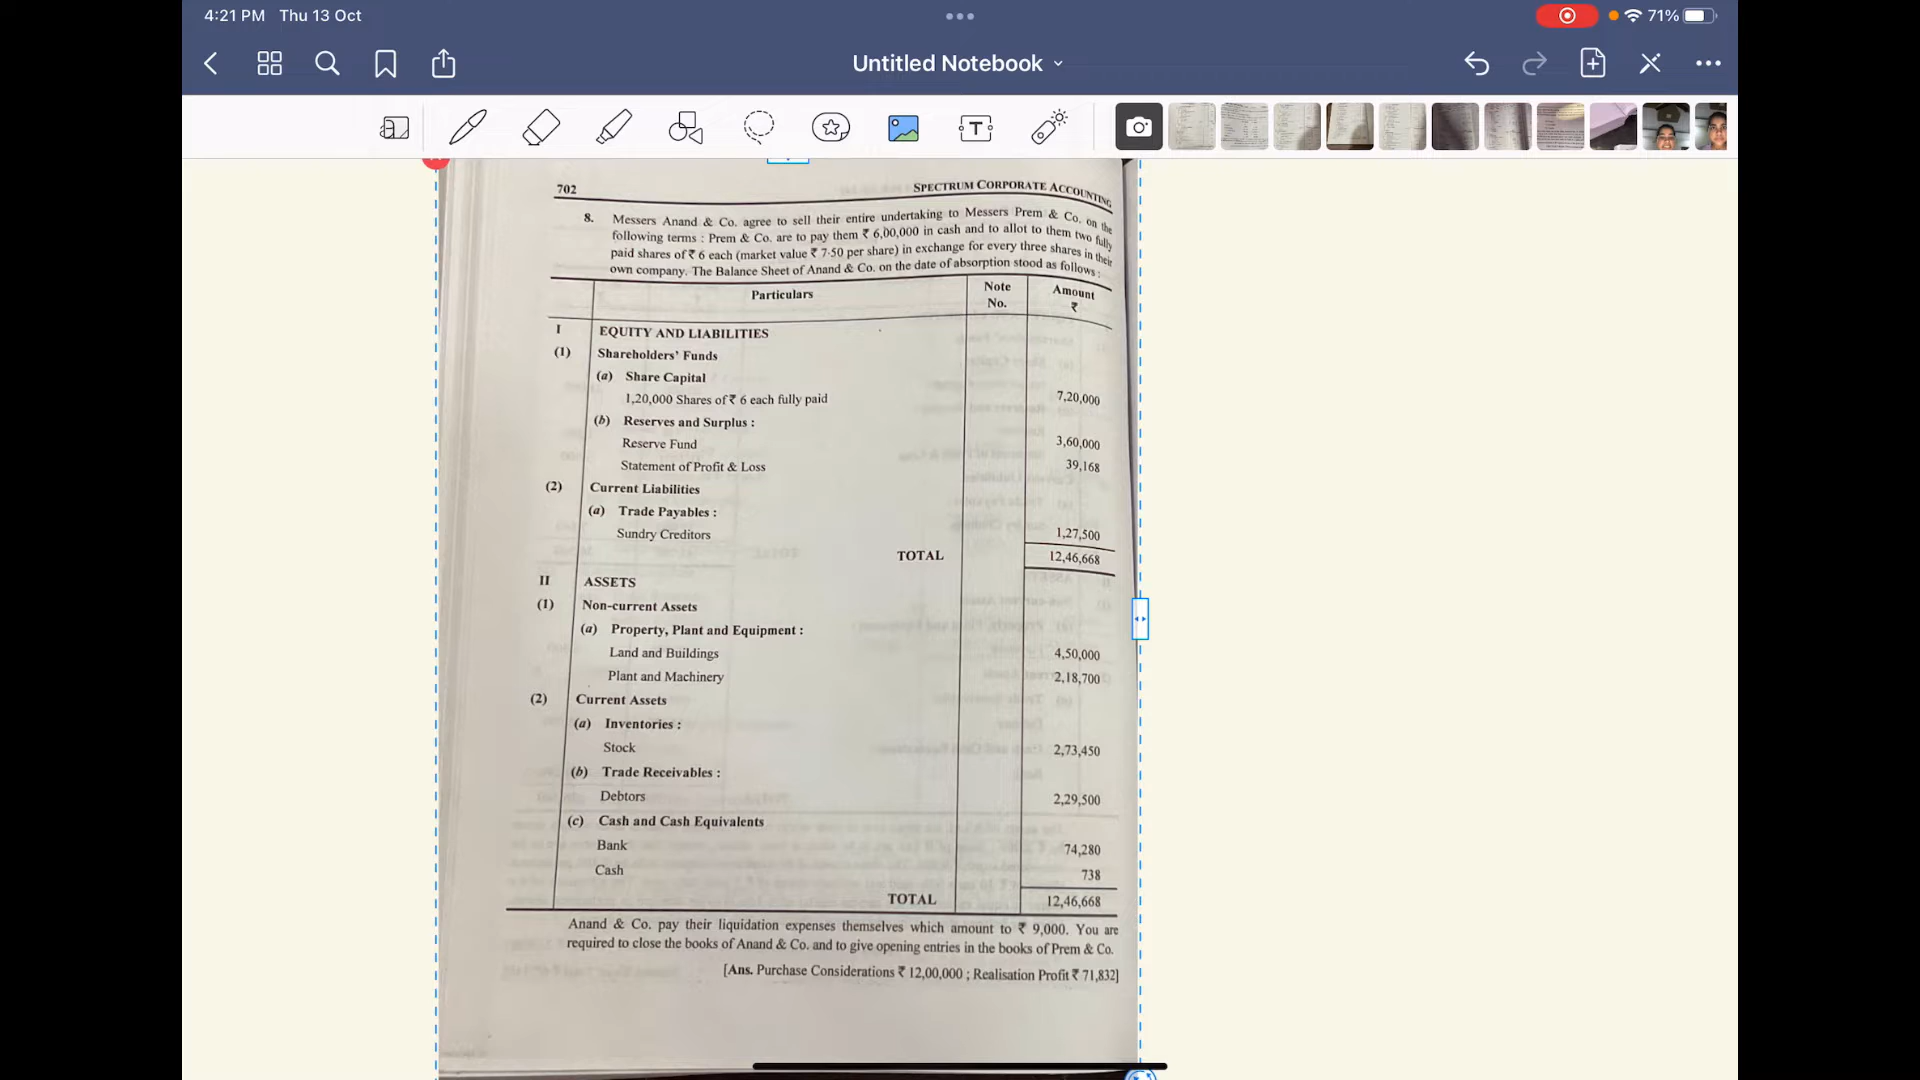 4:21 PM Thu 13 Oct
71%
Untitled Notebook
T
702
SPECTRUM CORPORATE ACCOUNTING
8. Messers Anand & Co. agree to sell their entire undertaking to Messers Prem & Co. on the
following terms : Prem & Co. are to pay them ₹ 6,00,000 in cash and to allot to them two fully
paid shares of ₹ 6 each (market value ₹ 7·50 per share) in exchange for every three shares in their
own company. The Balance Sheet of Anand & Co. on the date of absorption stood as follows :
Particulars Note No. Amount ₹
I EQUITY AND LIABILITIES
(1) Shareholders' Funds
(a) Share Capital
1,20,000 Shares of ₹ 6 each fully paid 7,20,000
(b) Reserves and Surplus :
Reserve Fund 3,60,000
Statement of Profit & Loss 39,168
(2) Current Liabilities
(a) Trade Payables :
Sundry Creditors 1,27,500
TOTAL 12,46,668
II ASSETS
(1) Non-current Assets
(a) Property, Plant and Equipment :
Land and Buildings 4,50,000
Plant and Machinery 2,18,700
(2) Current Assets
(a) Inventories :
Stock 2,73,450
(b) Trade Receivables :
Debtors 2,29,500
(c) Cash and Cash Equivalents
Bank 74,280
Cash 738
TOTAL 12,46,668
Anand & Co. pay their liquidation expenses themselves which amount to ₹ 9,000. You are
required to close the books of Anand & Co. and to give opening entries in the books of Prem & Co.
[Ans. Purchase Considerations ₹ 12,00,000 ; Realisation Profit ₹ 71,832]